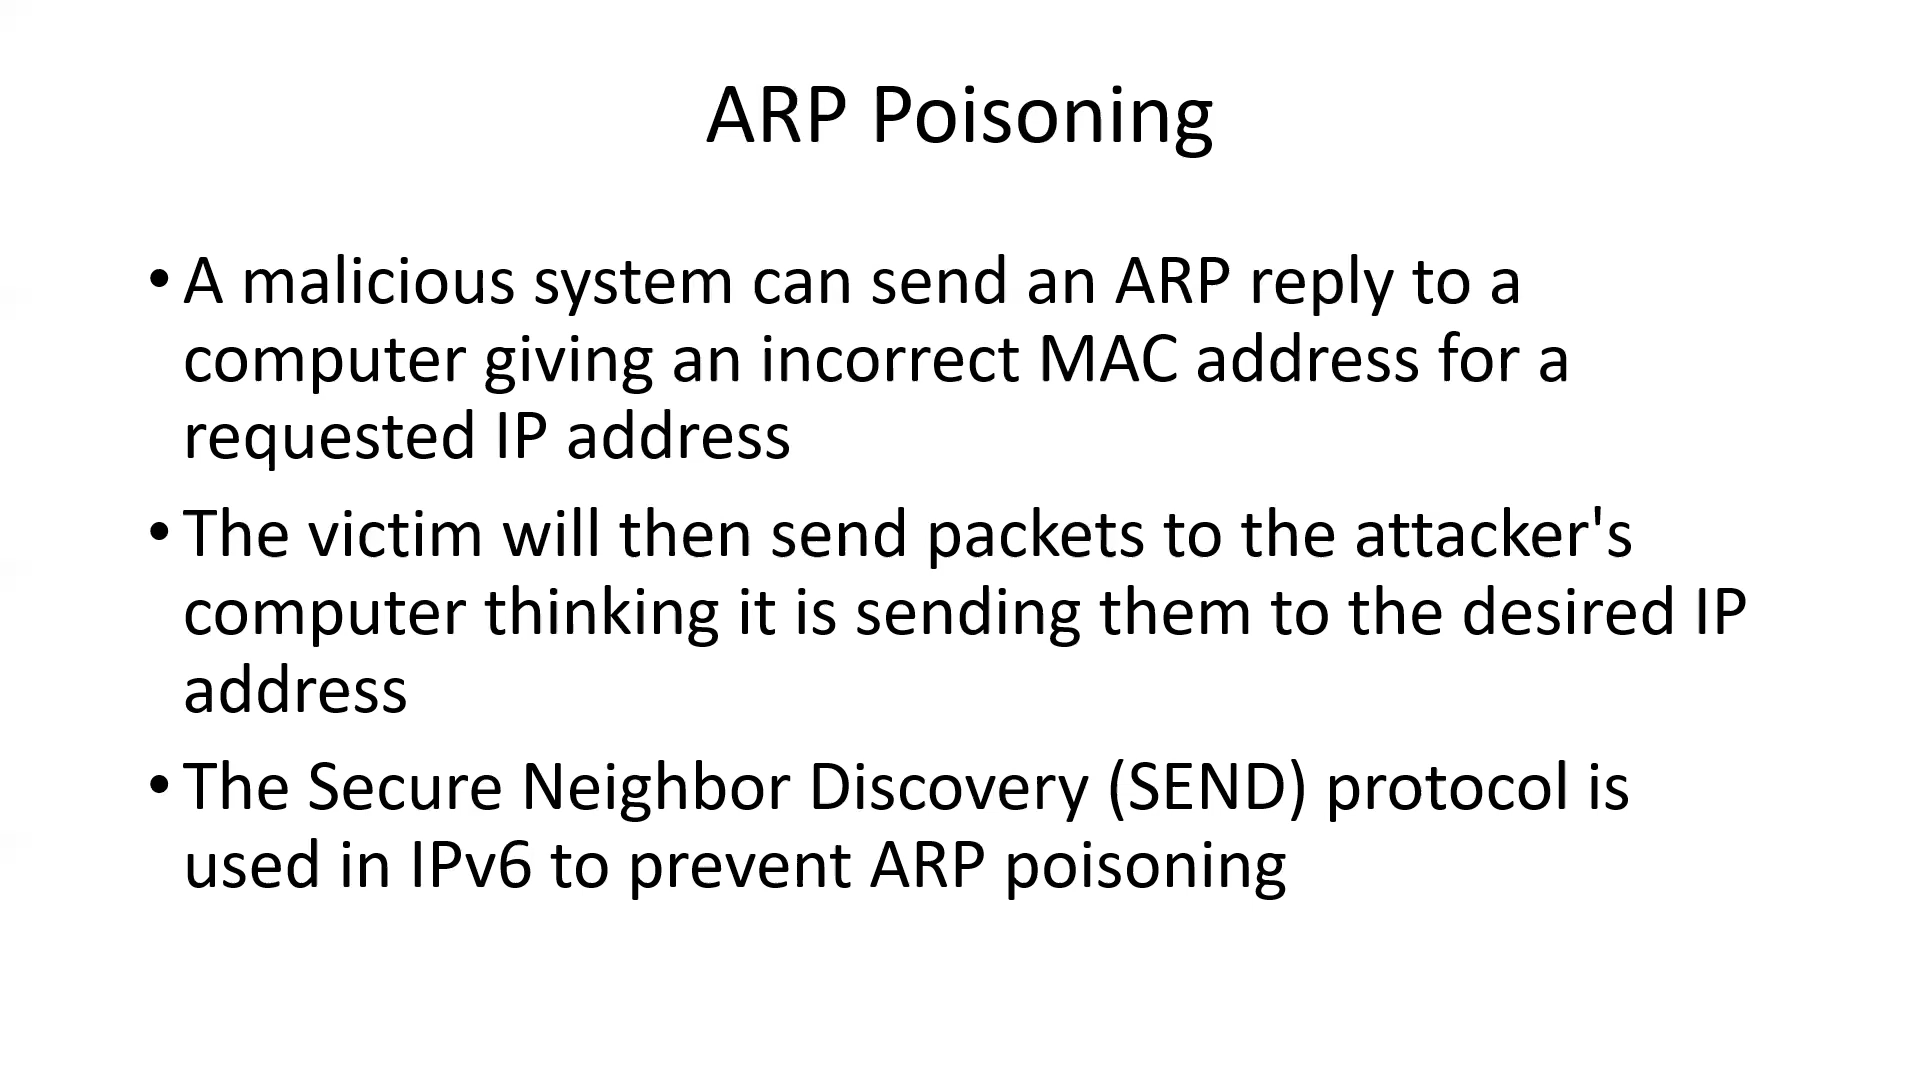 ARP Poisoning
• A malicious system can send an ARP reply to a
computer giving an incorrect MAC address for a
requested IP address
• The victim will then send packets to the attacker's
computer thinking it is sending them to the desired IP
address
• The Secure Neighbor Discovery (SEND) protocol is
used in IPv6 to prevent ARP poisoning